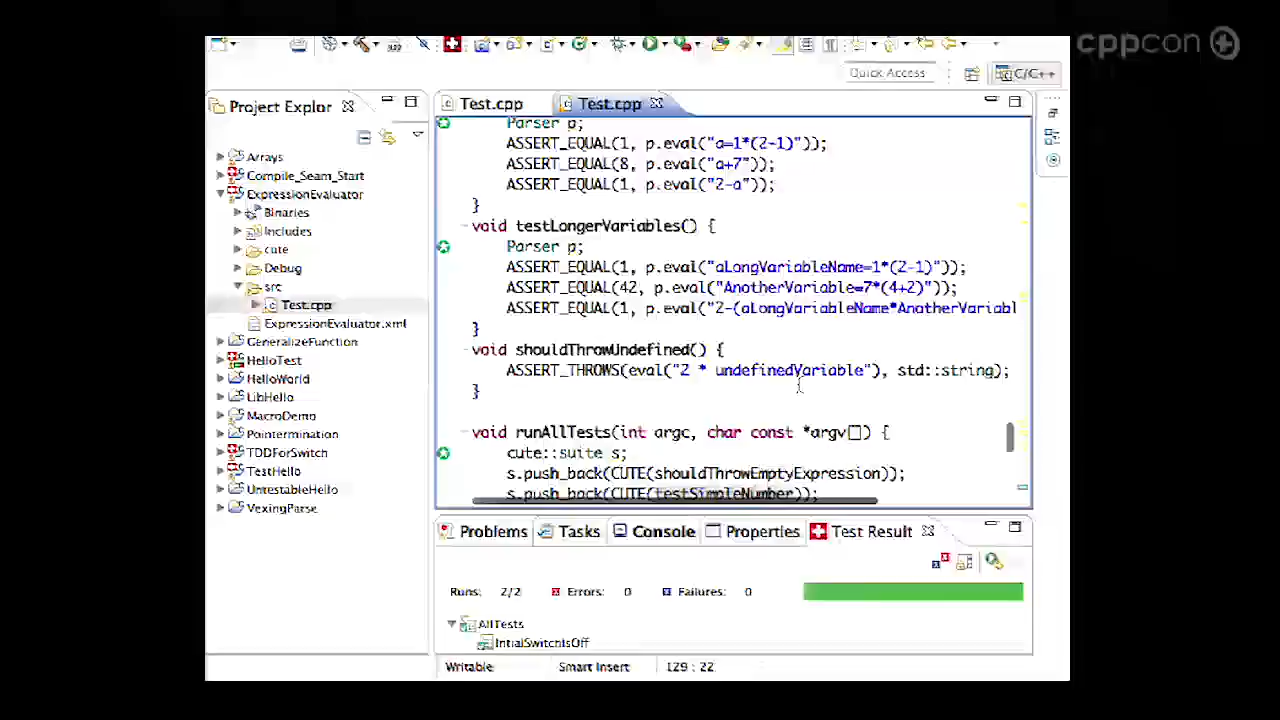 cppcon
Quick Access
C/C++
Project Explor
Test.cpp
Test.cpp
Arrays
Compile_Seam_Start
ExpressionEvaluator
Binaries
Includes
cute
Debug
src
Test.cpp
ExpressionEvaluator.xml
GeneralizeFunction
HelloTest
HelloWorld
LibHello
MacroDemo
Pointermination
TDDForSwitch
TestHello
UntestableHello
VexingParse
Parser p;
ASSERT_EQUAL(1, p.eval("a=1*(2-1)"));
ASSERT_EQUAL(8, p.eval("a+7"));
ASSERT_EQUAL(1, p.eval("2-a"));
}
void testLongerVariables() {
Parser p;
ASSERT_EQUAL(1, p.eval("aLongVariableName=1*(2-1)"));
ASSERT_EQUAL(42, p.eval("AnotherVariable=7*(4+2)"));
ASSERT_EQUAL(1, p.eval("2-(aLongVariableName*AnotherVariabl
}
void shouldThrowUndefined() {
ASSERT_THROWS(eval("2 * undefinedVariable"), std::string);
}
void runAllTests(int argc, char const *argv[]) {
cute::suite s;
s.push_back(CUTE(shouldThrowEmptyExpression));
s.push_back(CUTE(testSimpleNumber));
Problems
Tasks
Console
Properties
Test Result
Runs: 2/2
Errors: 0
Failures: 0
AllTests
IntialSwitchIsOff
Writable
Smart Insert
129 : 22